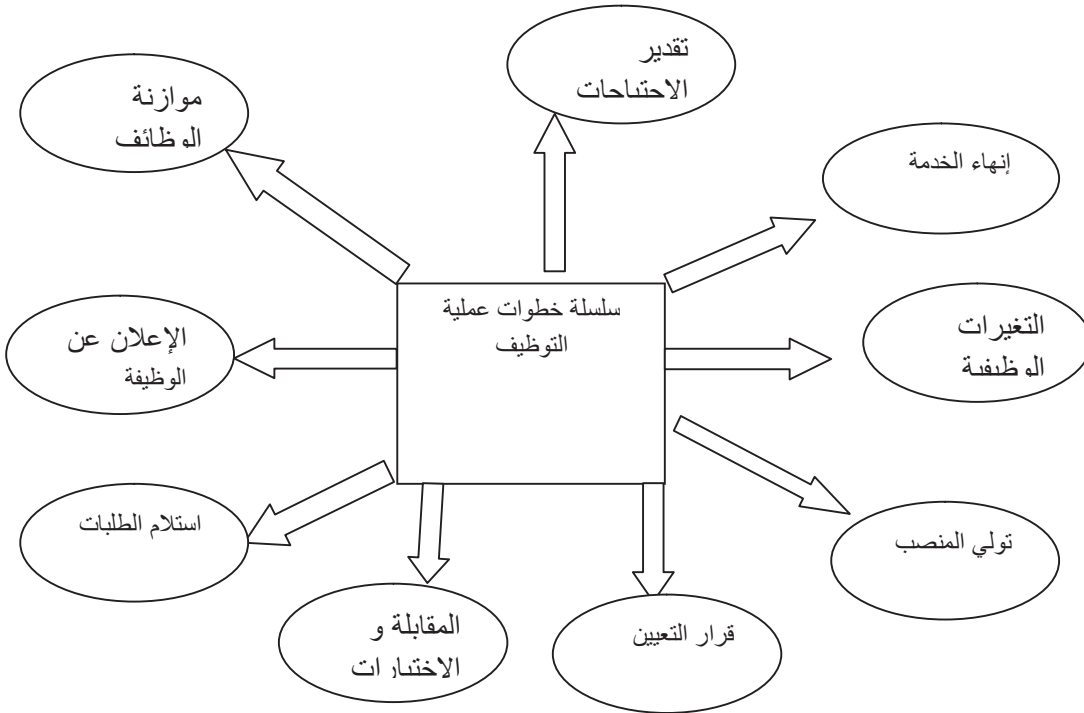 تقدير
الاحتياجات
موازنة
الوظائف
إنهاء الخدمة
سلسلة خطوات عملية
التوظيف
الإعلان عن
الوظيفة
التغيرات
الوظيفية
استلام الطلبات
تولي المنصب
المقابلة و
الاختبارات
قرار التعيين